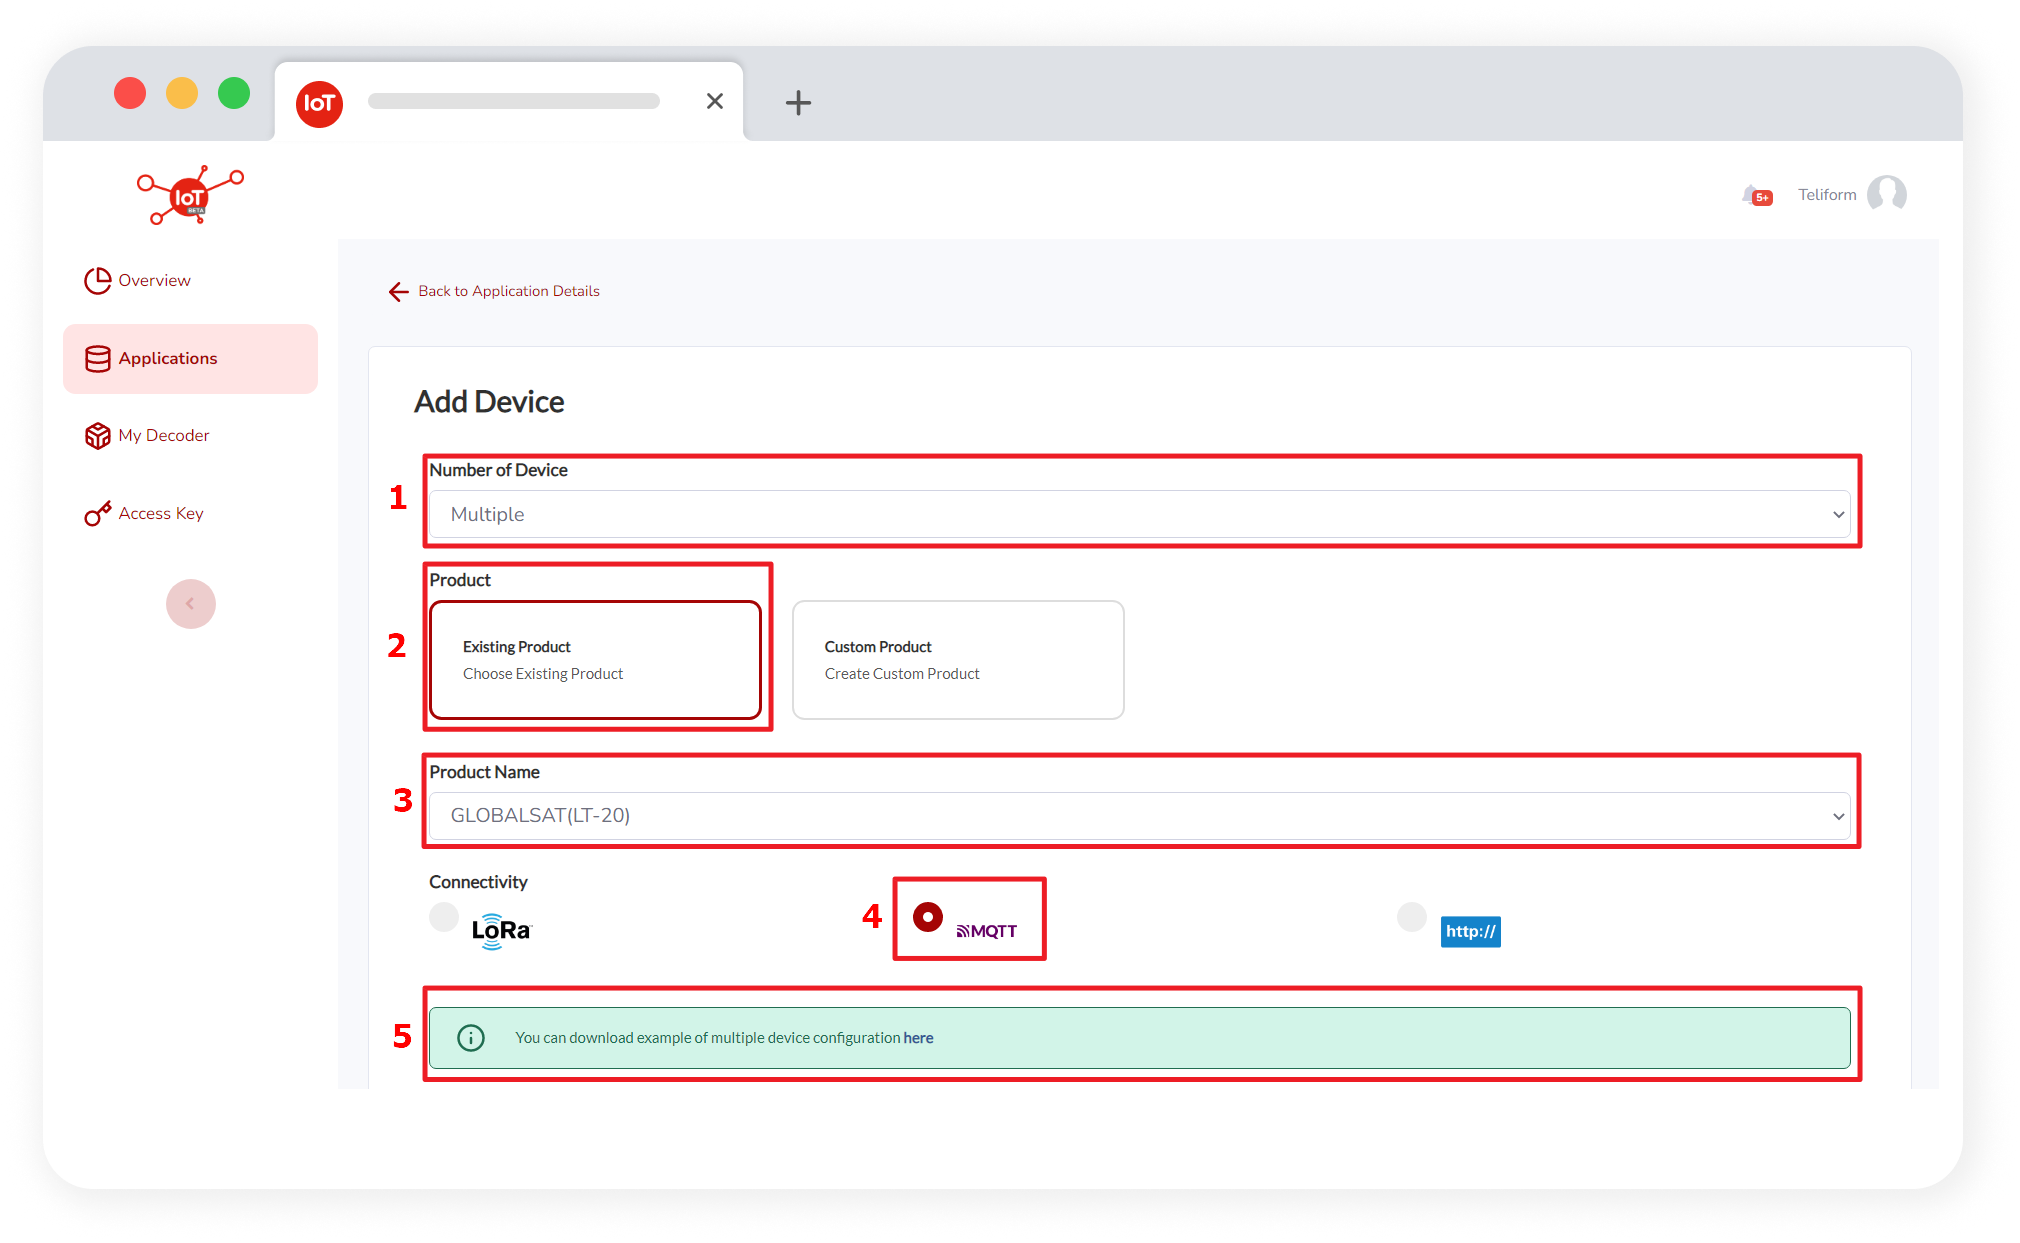 IoT
IoT
BETA
5+
Teliform
Overview
Applications
My Decoder
Access Key
Back to Application Details
Add Device
1
Number of Device
Multiple
2
Product
Existing Product
Choose Existing Product
Custom Product
Create Custom Product
3
Product Name
GLOBALSAT(LT-20)
Connectivity
LoRa
4
MQTT
http://
5
You can download example of multiple device configuration here